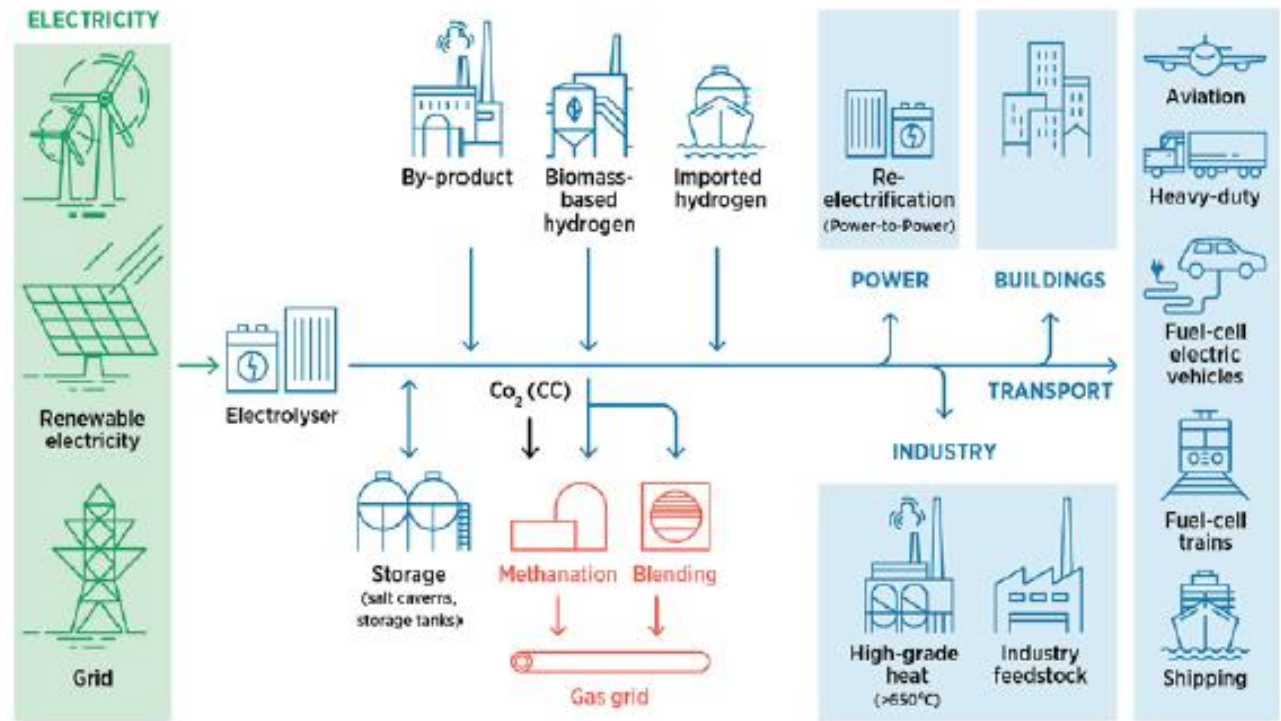 ELECTRICITY
Renewable
electricity
Grid
Electrolyser
By-product
Biomass-
based
hydrogen
Imported
hydrogen
Co₂ (CC)
Storage
(salt caverns,
storage tanks)
Methanation
Blending
Gas grid
Re-
electrification
(Power-to-Power)
POWER
BUILDINGS
TRANSPORT
INDUSTRY
High-grade
heat
(>650°C)
Industry
feedstock
Aviation
Heavy-duty
Fuel-cell
electric
vehicles
Fuel-cell
trains
Shipping